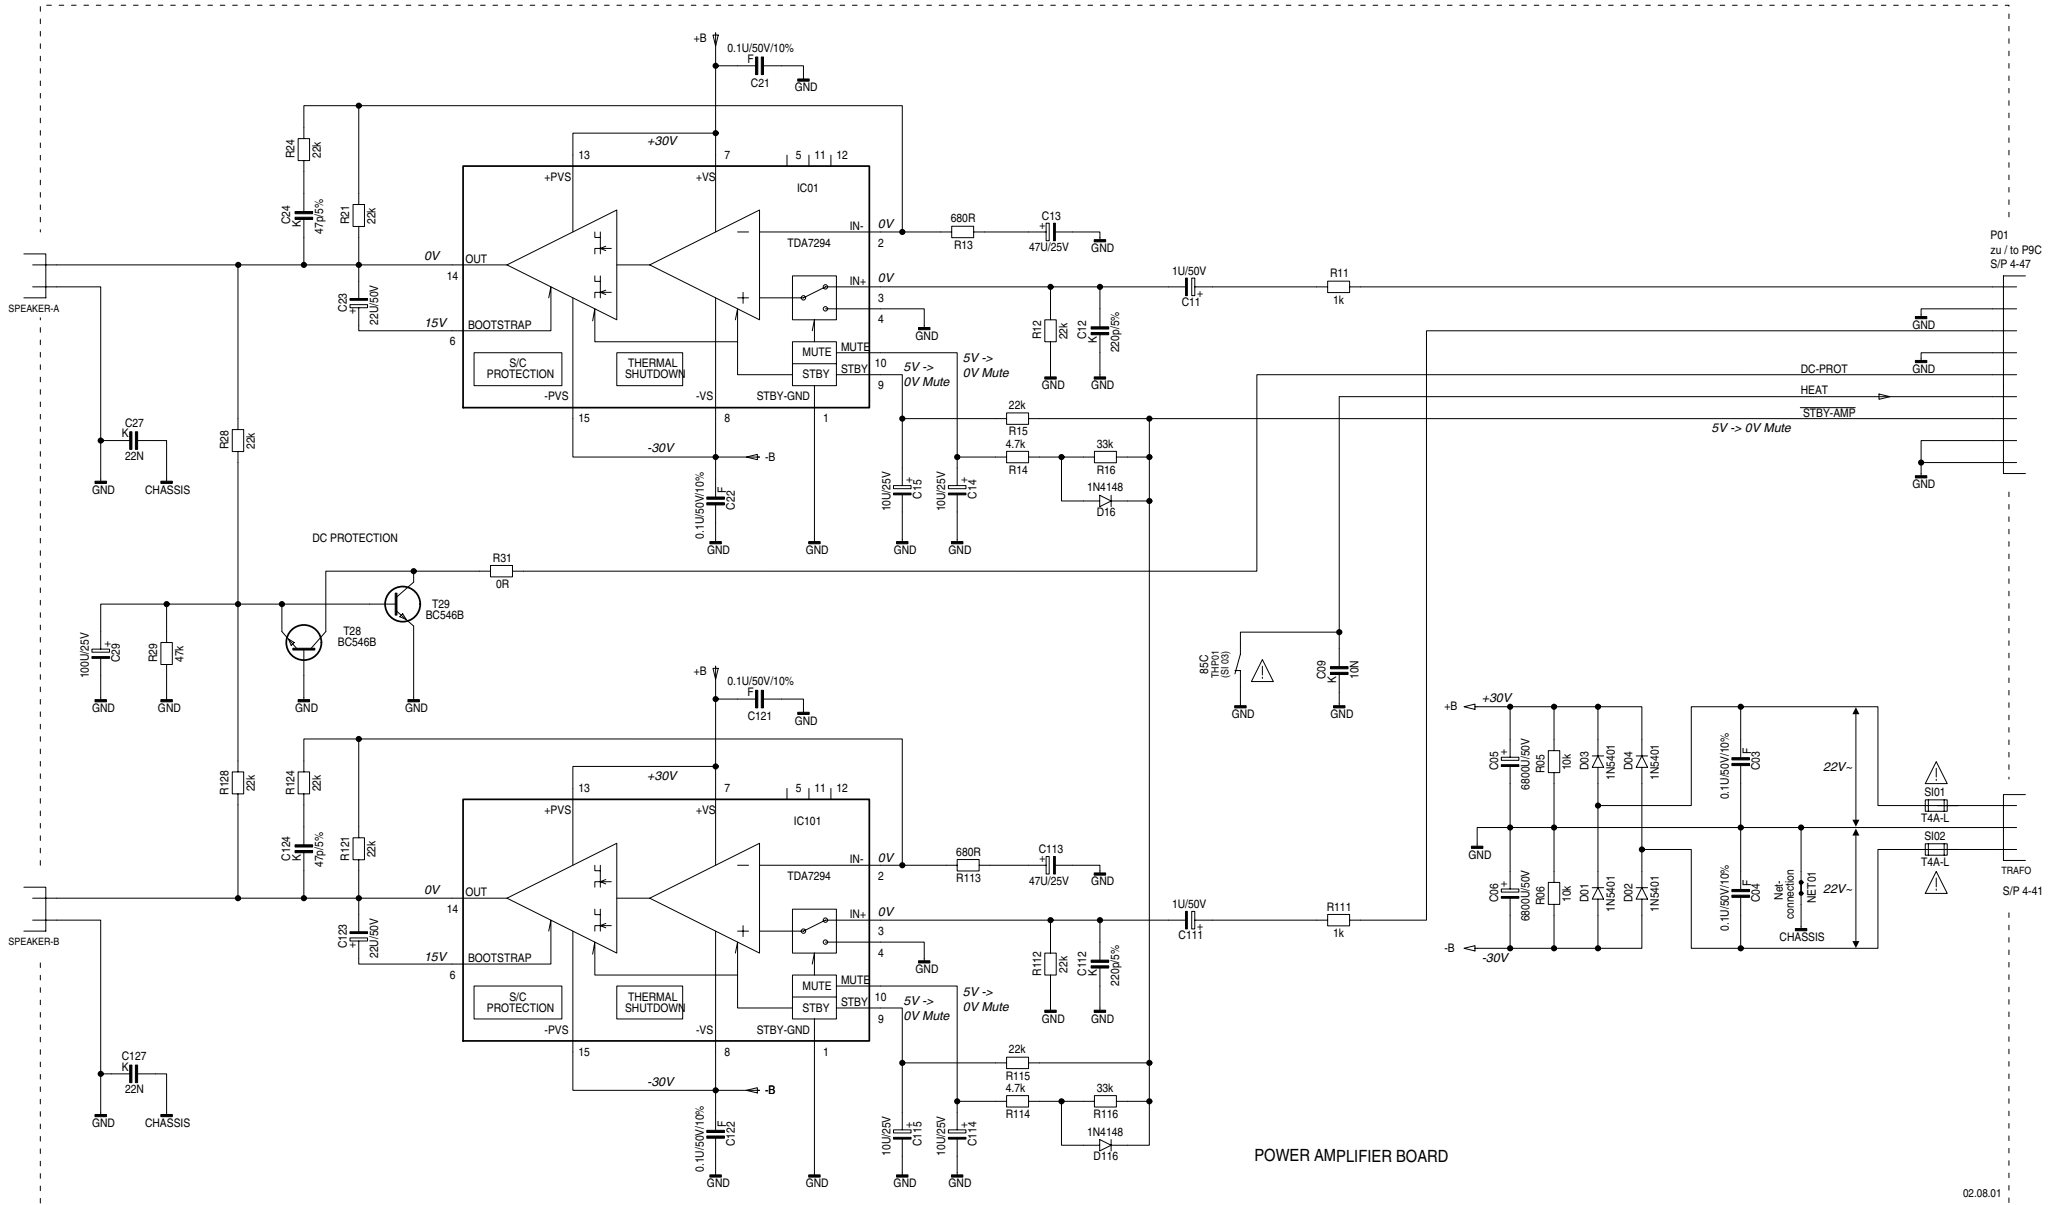 +B
0.1U/50V/10%
F
C21
GND
+30V
R24
22k
C24
K
47p/5%
R21
22k
13
7
5
11
12
+PVS
+VS
IC01
IN-
0V
2
680R
R13
C13
+
47U/25V
GND
TDA7294
0V
OUT
14
SPEAKER-A
C23
+
22U/50V
15V
BOOTSTRAP
6
IN+
0V
3
4
GND
1U/50V
C11
+
R11
1k
P01
zu / to P9C
S/P 4-47
R12
22k
GND
C12
K
220p/5%
GND
S/C
PROTECTION
THERMAL
SHUTDOWN
MUTE
MUTE
10
STBY
STBY
9
5V ->
0V Mute
5V ->
0V Mute
-PVS
-VS
STBY-GND
15
8
1
-30V
-B
GND
GND
DC-PROT
HEAT
STBY-AMP
5V -> 0V Mute
GND
22k
R15
4.7k
R14
33k
R16
1N4148
D16
10U/25V
+
C15
GND
10U/25V
+
C14
GND
C27
K
22N
GND
CHASSIS
R28
22k
0.1U/50V/10%
F
C22
GND
GND
DC PROTECTION
R31
0R
T29
BC546B
T28
BC546B
100U/25V
+
C29
GND
R29
47k
GND
GND
GND
85C
THP01
(SI 03)
GND
C09
K
10N
GND
+B
0.1U/50V/10%
F
C121
GND
+30V
R128
22k
R124
22k
C124
K
47p/5%
R121
22k
13
7
5
11
12
+PVS
+VS
IC101
IN-
0V
2
680R
R113
C113
+
47U/25V
GND
TDA7294
0V
OUT
14
SPEAKER-B
C123
+
22U/50V
15V
BOOTSTRAP
6
IN+
0V
3
4
GND
1U/50V
C111
+
R111
1k
R112
22k
GND
C112
K
220p/5%
GND
S/C
PROTECTION
THERMAL
SHUTDOWN
MUTE
MUTE
10
STBY
STBY
9
5V ->
0V Mute
5V ->
0V Mute
-PVS
-VS
STBY-GND
15
8
1
-30V
-B
22k
R115
4.7k
R114
33k
R116
1N4148
D116
10U/25V
+
C115
GND
10U/25V
+
C114
GND
C127
K
22N
GND
CHASSIS
0.1U/50V/10%
F
C122
GND
GND
+B
+30V
C05
+
6800U/50V
R05
10k
D03
1N5401
D04
1N5401
0.1U/50V/10%
F
C03
22V~
!
SI01
T4A-L
SI02
T4A-L
!
TRAFO
S/P 4-41
GND
C06
+
6800U/50V
R06
10k
D01
1N5401
D02
1N5401
0.1U/50V/10%
F
C04
Net-
connection
NET01
CHASSIS
22V~
-B
-30V
!
POWER AMPLIFIER BOARD
02.08.01